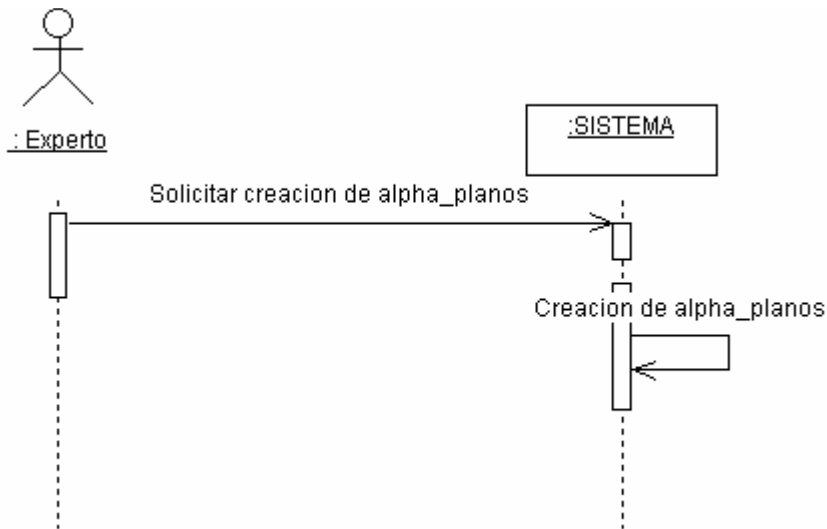 : Experto
:SISTEMA
Solicitar creacion de alpha_planos
Creacion de alpha_planos